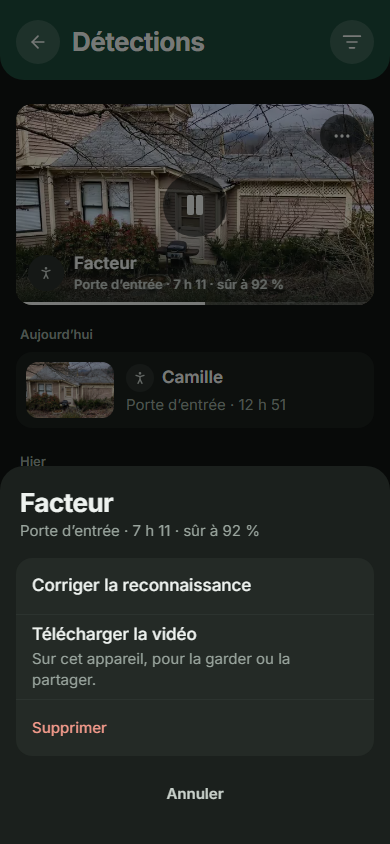 Détections
Facteur
Porte d’entrée · 7 h 11 · sûr à 92 %
Aujourd’hui
Camille
Porte d’entrée · 12 h 51
Hier
Facteur
Porte d’entrée · 7 h 11 · sûr à 92 %
Corriger la reconnaissance
Télécharger la vidéo
Sur cet appareil, pour la garder ou la
partager.
Supprimer
Annuler